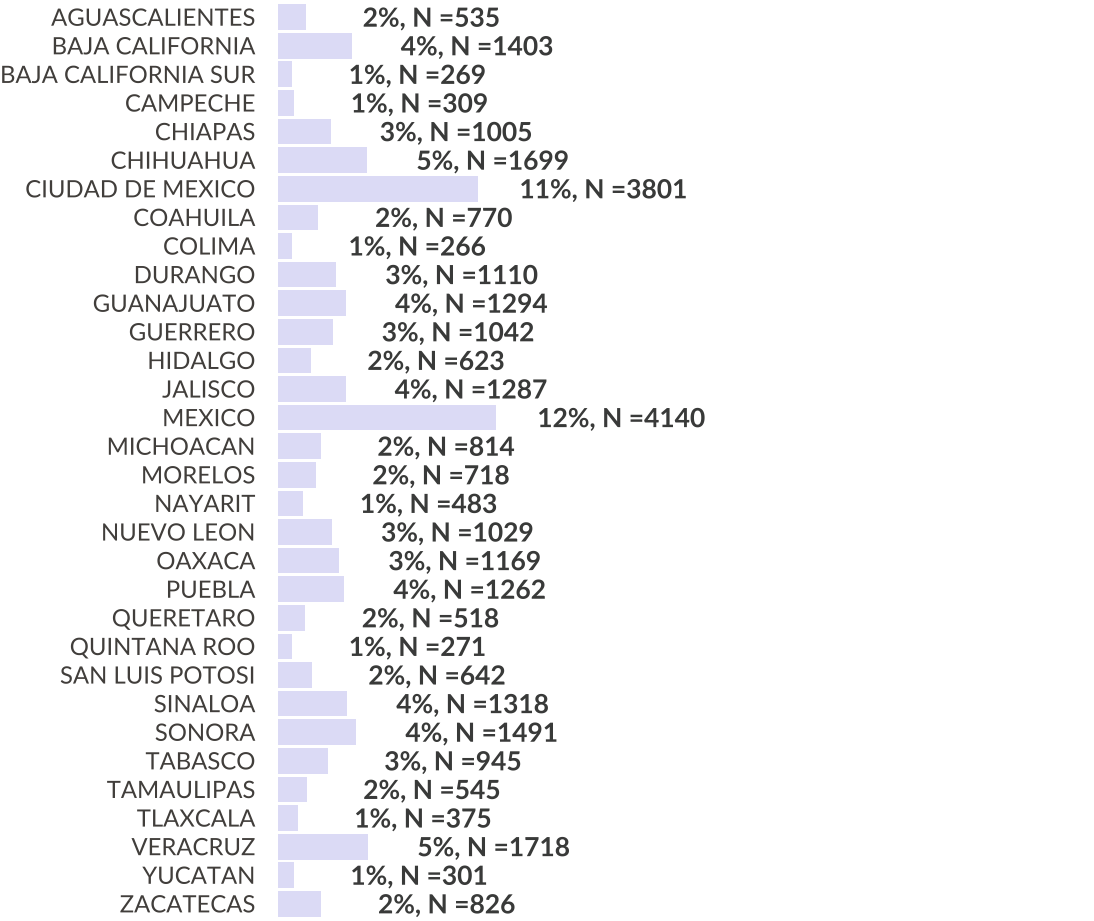 AGUASCALIENTES 2%, N =535
BAJA CALIFORNIA 4%, N =1403
BAJA CALIFORNIA SUR 1%, N =269
CAMPECHE 1%, N =309
CHIAPAS 3%, N =1005
CHIHUAHUA 5%, N =1699
CIUDAD DE MEXICO 11%, N =3801
COAHUILA 2%, N =770
COLIMA 1%, N =266
DURANGO 3%, N =1110
GUANAJUATO 4%, N =1294
GUERRERO 3%, N =1042
HIDALGO 2%, N =623
JALISCO 4%, N =1287
MEXICO 12%, N =4140
MICHOACAN 2%, N =814
MORELOS 2%, N =718
NAYARIT 1%, N =483
NUEVO LEON 3%, N =1029
OAXACA 3%, N =1169
PUEBLA 4%, N =1262
QUERETARO 2%, N =518
QUINTANA ROO 1%, N =271
SAN LUIS POTOSI 2%, N =642
SINALOA 4%, N =1318
SONORA 4%, N =1491
TABASCO 3%, N =945
TAMAULIPAS 2%, N =545
TLAXCALA 1%, N =375
VERACRUZ 5%, N =1718
YUCATAN 1%, N =301
ZACATECAS 2%, N =826